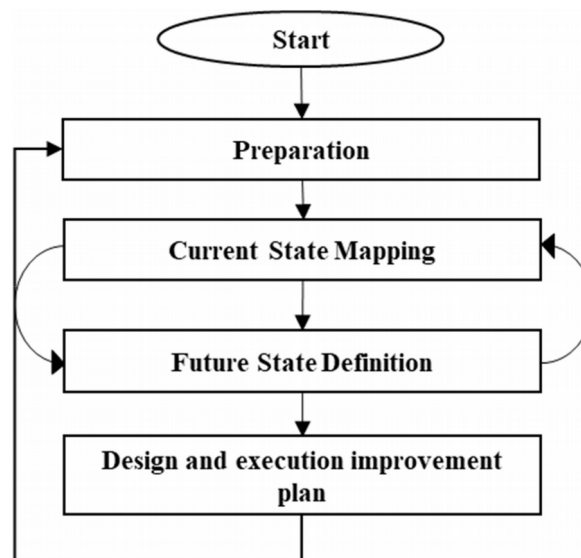 Start
Preparation
Current State Mapping
Future State Definition
Design and execution improvement
plan